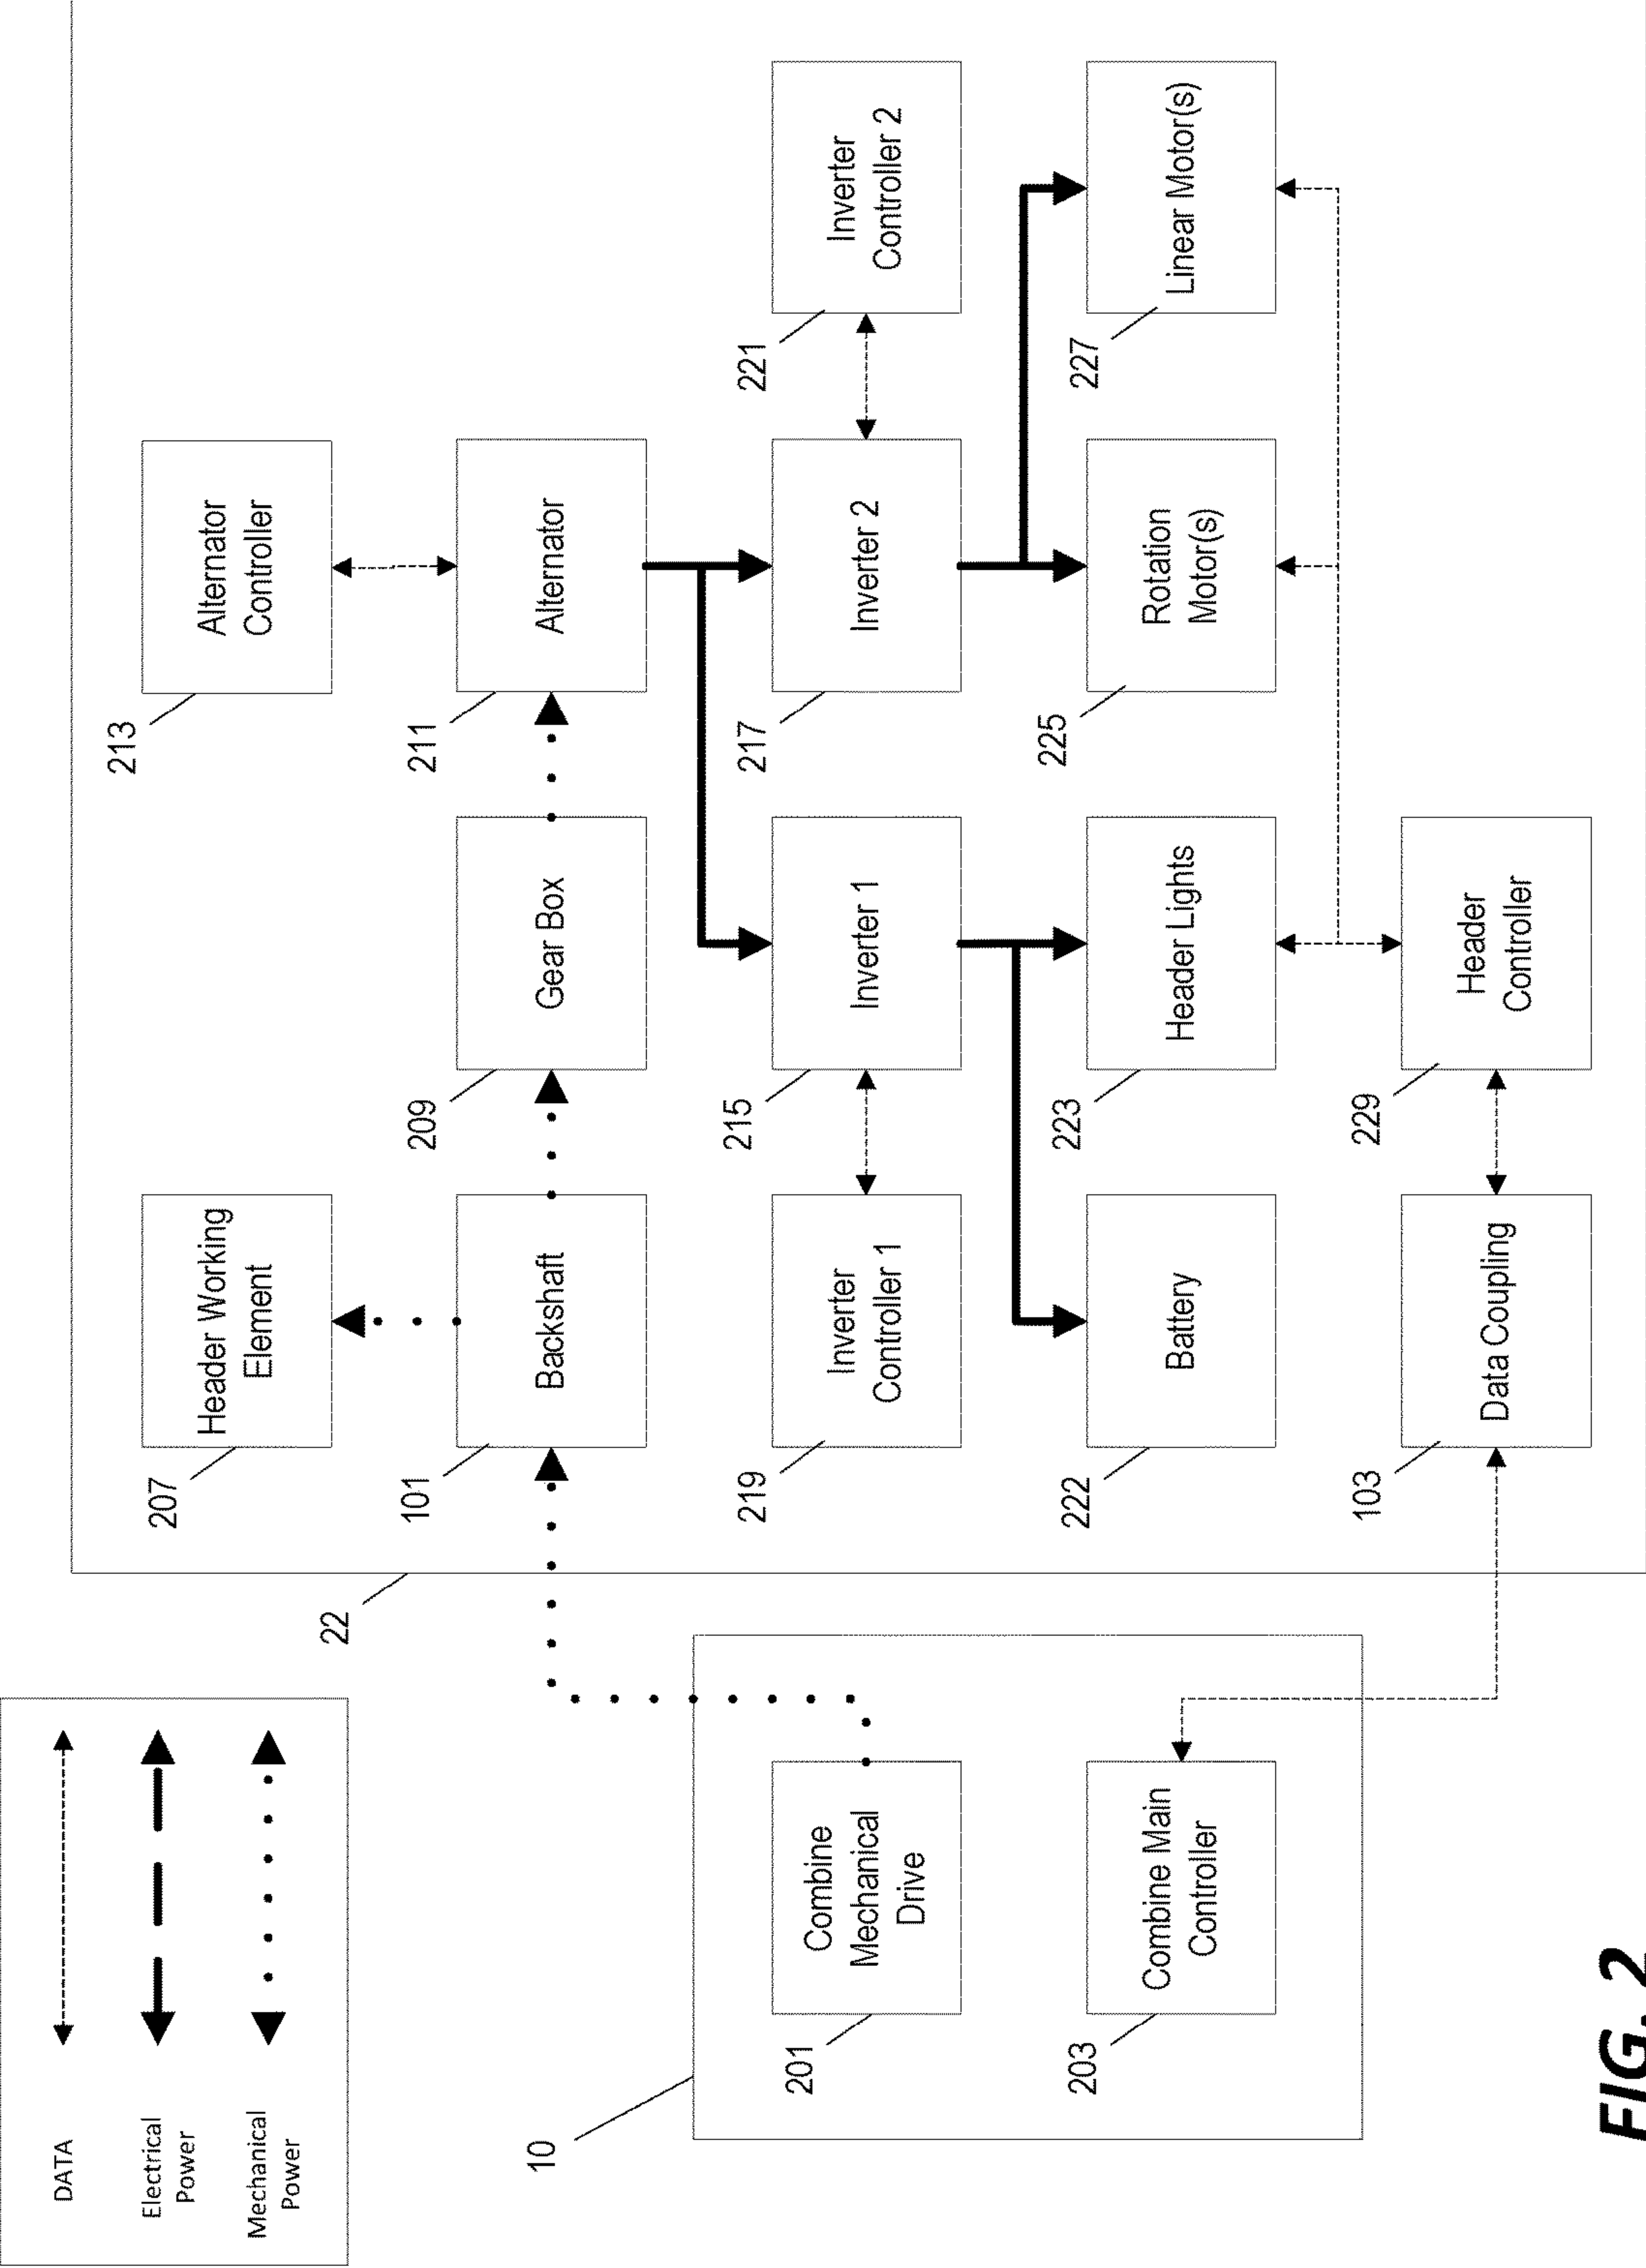 DATA
Electrical
Power
Mechanical
Power
22
207
Header Working
Element
213
Alternator
Controller
101
Backshaft
209
Gear Box
211
Alternator
10
201
Combine
Mechanical
Drive
219
Inverter
Controller 1
215
Inverter 1
217
Inverter 2
221
Inverter
Controller 2
203
Combine Main
Controller
222
Battery
223
Header Lights
225
Rotation
Motor(s)
227
Linear Motor(s)
103
Data Coupling
229
Header
Controller
FIG. 2